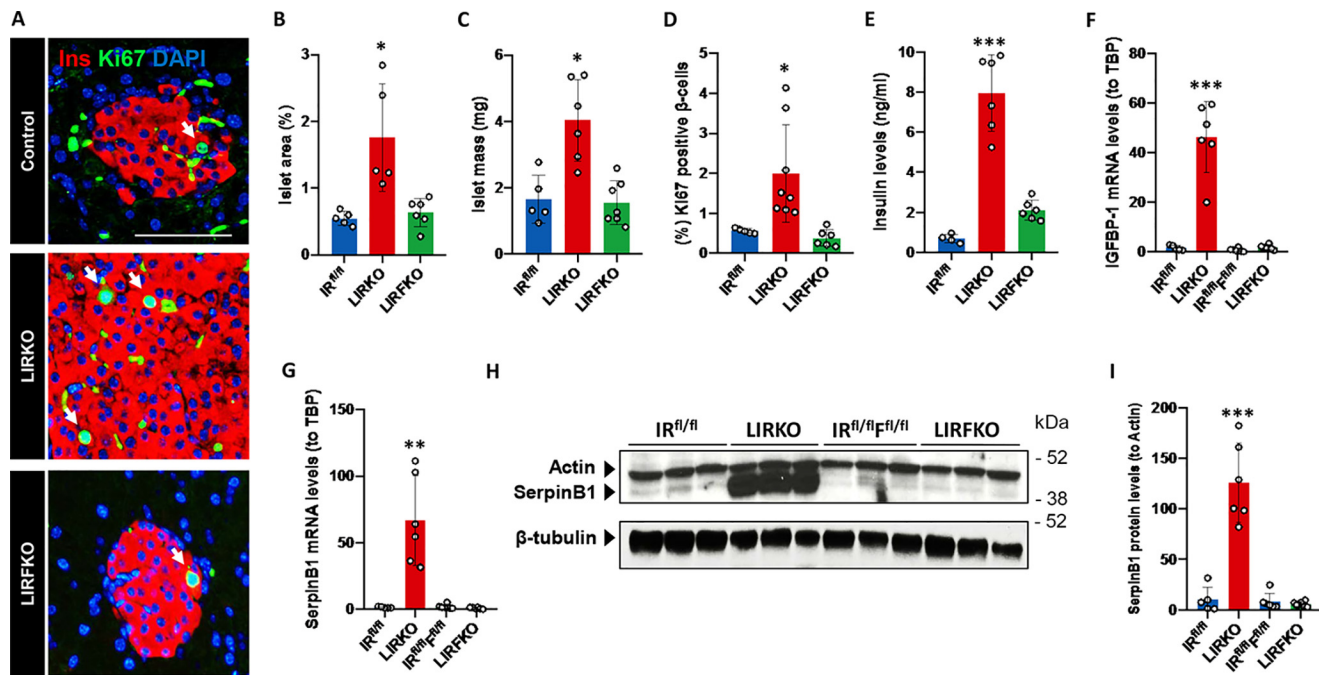 A
Ins Ki67 DAPI
Control
LIRKO
LIRFKO
B
Islet area (%)
3
2
1
0
IRfl/fl
LIRKO
LIRFKO
*
C
Islet mass (mg)
6
4
2
0
IRfl/fl
LIRKO
LIRFKO
*
D
(%) Ki67 positive β-cells
5
4
3
2
1
0
IRfl/fl
LIRKO
LIRFKO
*
E
Insulin levels (ng/ml)
10
8
6
4
2
0
IRfl/fl
LIRKO
LIRFKO
***
F
IGFBP-1 mRNA levels (to TBP)
80
60
40
20
0
IRfl/fl
LIRKO
IRfl/flFfl/fl
LIRFKO
***
G
SerpinB1 mRNA levels (to TBP)
150
100
50
0
IRfl/fl
LIRKO
IRfl/flFfl/fl
LIRFKO
**
H
IRfl/fl LIRKO IRfl/flFfl/fl LIRFKO kDa
Actin
SerpinB1
β-tubulin
- 52
- 38
- 52
I
SerpinB1 protein levels (to Actin)
200
150
100
50
0
IRfl/fl
LIRKO
IRfl/flFfl/fl
LIRFKO
***